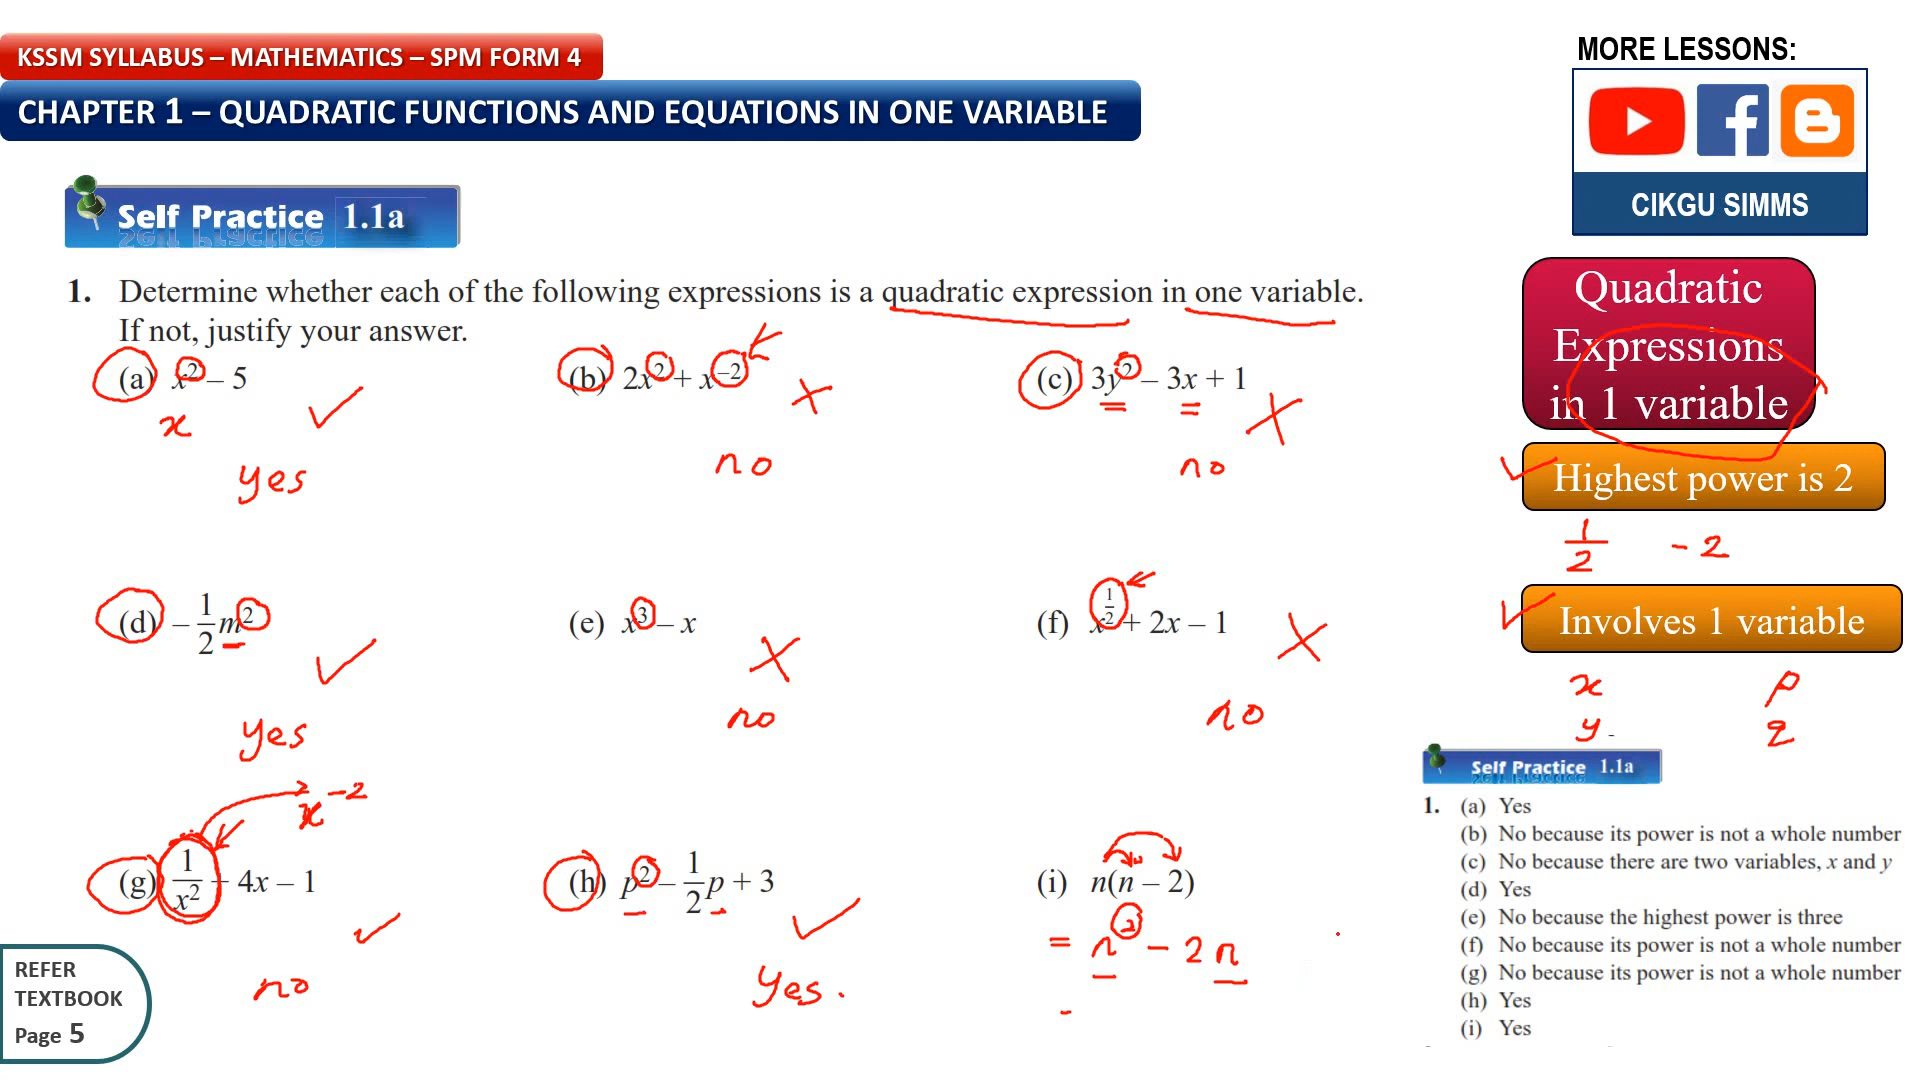 KSSM SYLLABUS – MATHEMATICS – SPM FORM 4
CHAPTER 1 – QUADRATIC FUNCTIONS AND EQUATIONS IN ONE VARIABLE
MORE LESSONS:
CIKGU SIMMS
Self Practice 1.1a
1. Determine whether each of the following expressions is a quadratic expression in one variable.
If not, justify your answer.
(a) x² – 5
x
yes
(b) 2x² + x⁻²
no
(c) 3y² – 3x + 1
no
(d) – 1/2 m²
yes
(e) x³ – x
no
(f) x^(1/2) + 2x – 1
no
x⁻²
(g) 1/x² + 4x – 1
no
(h) p² – 1/2 p + 3
yes.
(i) n(n – 2)
= n² – 2n
Quadratic
Expressions
in 1 variable
Highest power is 2
1/2 -2
Involves 1 variable
x p
y
Self Practice 1.1a
1. (a) Yes
(b) No because its power is not a whole number
(c) No because there are two variables, x and y
(d) Yes
(e) No because the highest power is three
(f) No because its power is not a whole number
(g) No because its power is not a whole number
(h) Yes
(i) Yes
REFER
TEXTBOOK
Page 5